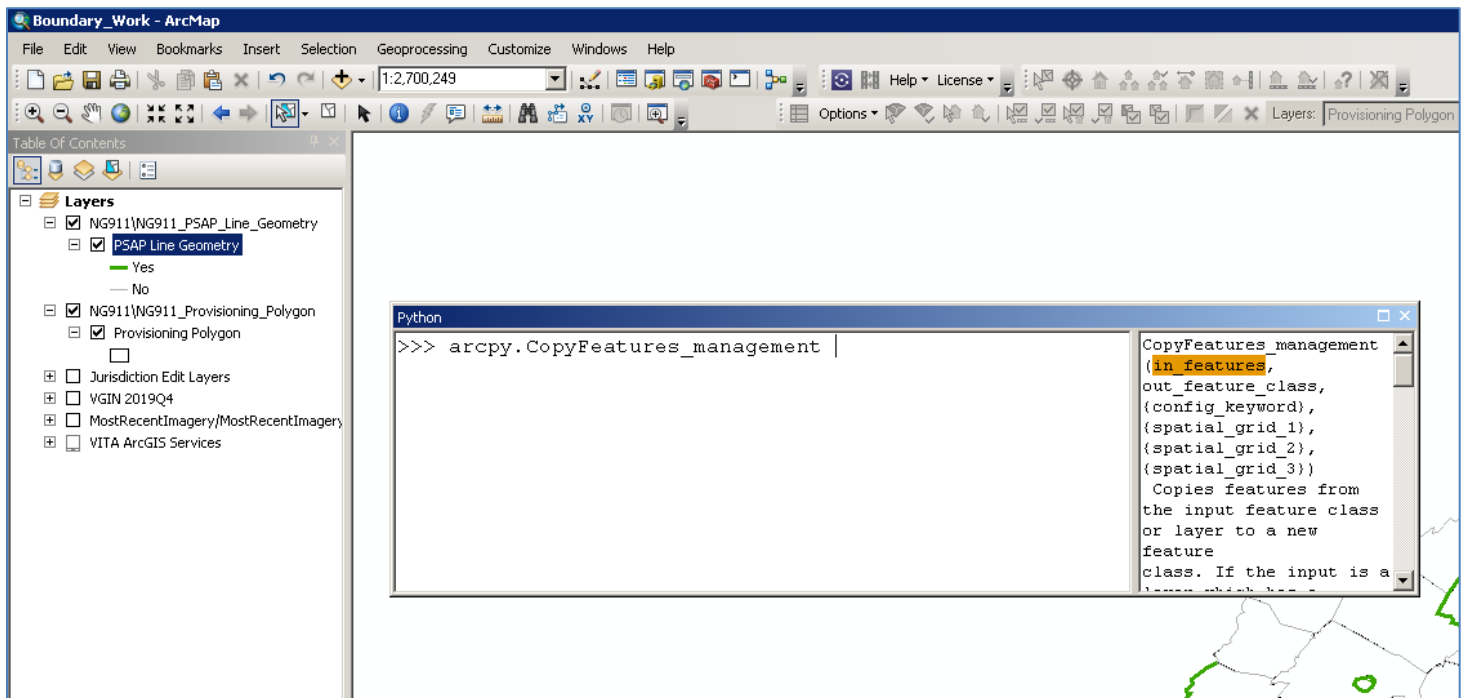 Boundary_Work - ArcMap
File Edit View Bookmarks Insert Selection Geoprocessing Customize Windows Help
1:2,700,249
Help License
Options Layers: Provisioning Polygon
Table Of Contents
Layers
NG911\NG911_PSAP_Line_Geometry
PSAP Line Geometry
Yes
No
NG911\NG911_Provisioning_Polygon
Provisioning Polygon
Jurisdiction Edit Layers
VGIN 2019Q4
MostRecentImagery/MostRecentImagery
VITA ArcGIS Services
Python
>>> arcpy.CopyFeatures_management
CopyFeatures_management
(in_features,
out_feature_class,
{config_keyword},
{spatial_grid_1},
{spatial_grid_2},
{spatial_grid_3})
Copies features from
the input feature class
or layer to a new
feature
class. If the input is a